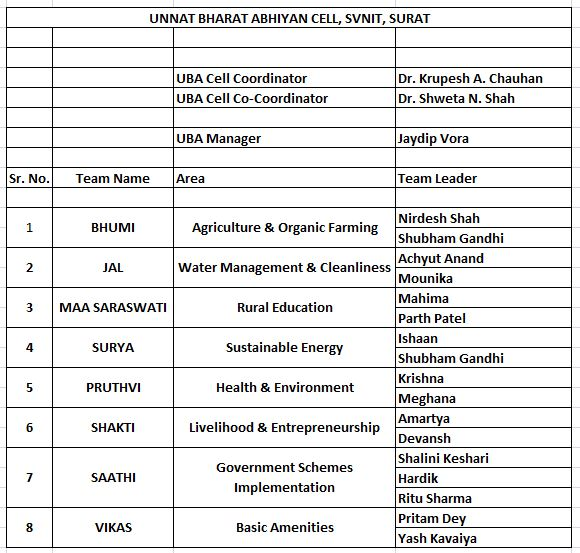 UNNAT BHARAT ABHIYAN CELL, SVNIT, SURAT
UBA Cell Coordinator Dr. Krupesh A. Chauhan
UBA Cell Co-Coordinator Dr. Shweta N. Shah
UBA Manager Jaydip Vora
Sr. No. Team Name Area Team Leader
1 BHUMI Agriculture & Organic Farming Nirdesh Shah
Shubham Gandhi
2 JAL Water Management & Cleanliness Achyut Anand
Mounika
3 MAA SARASWATI Rural Education Mahima
Parth Patel
4 SURYA Sustainable Energy Ishaan
Shubham Gandhi
5 PRUTHVI Health & Environment Krishna
Meghana
6 SHAKTI Livelihood & Entrepreneurship Amartya
Devansh
7 SAATHI Government Schemes Implementation Shalini Keshari
Hardik
Ritu Sharma
8 VIKAS Basic Amenities Pritam Dey
Yash Kavaiya